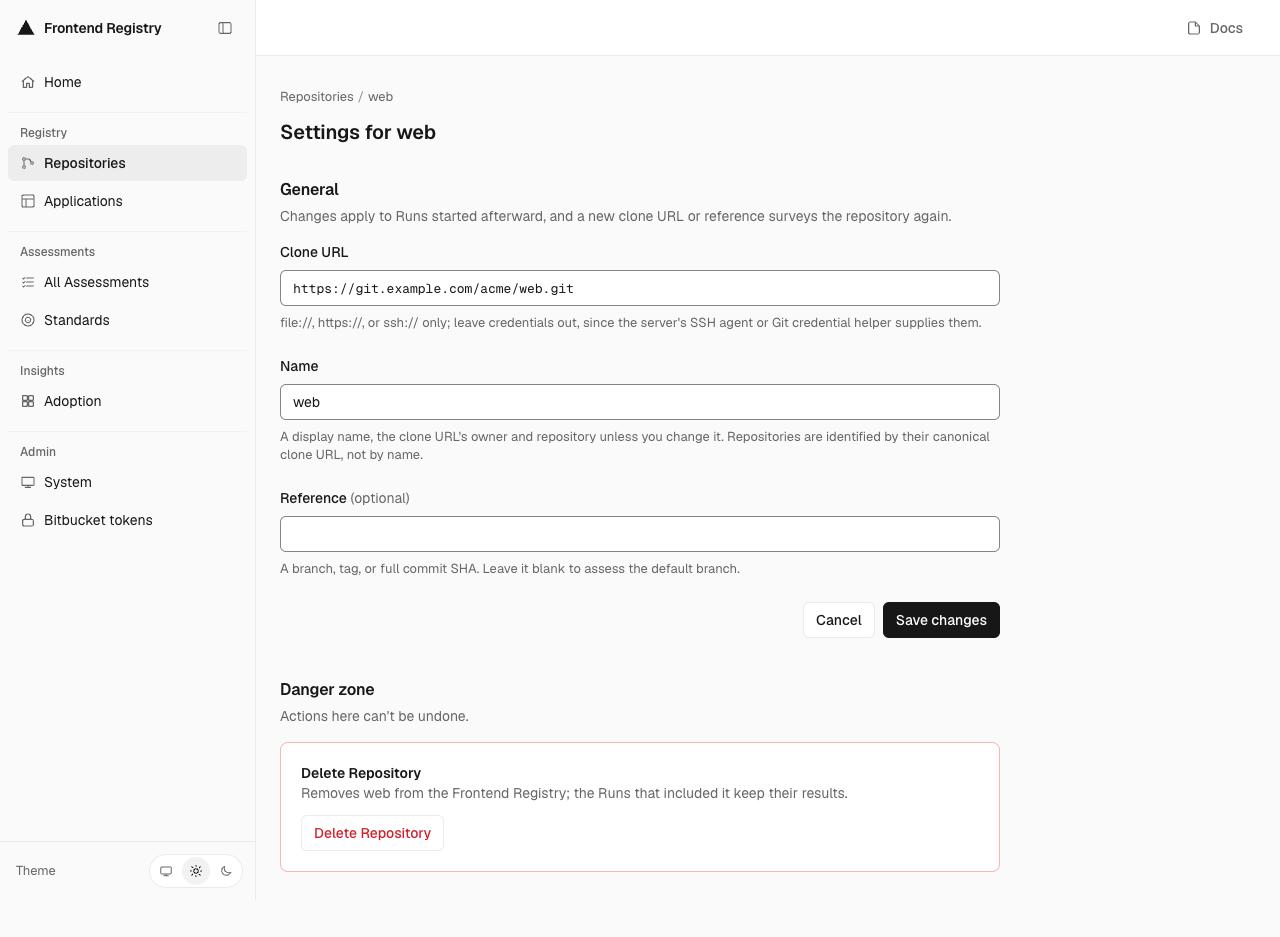 Frontend Registry
Docs
Home
Registry
Repositories
Applications
Assessments
All Assessments
Standards
Insights
Adoption
Admin
System
Bitbucket tokens
Theme
Repositories / web
Settings for web
General
Changes apply to Runs started afterward, and a new clone URL or reference surveys the repository again.
Clone URL
https://git.example.com/acme/web.git
file://, https://, or ssh:// only; leave credentials out, since the server's SSH agent or Git credential helper supplies them.
Name
web
A display name, the clone URL's owner and repository unless you change it. Repositories are identified by their canonical
clone URL, not by name.
Reference (optional)
A branch, tag, or full commit SHA. Leave it blank to assess the default branch.
Cancel
Save changes
Danger zone
Actions here can't be undone.
Delete Repository
Removes web from the Frontend Registry; the Runs that included it keep their results.
Delete Repository